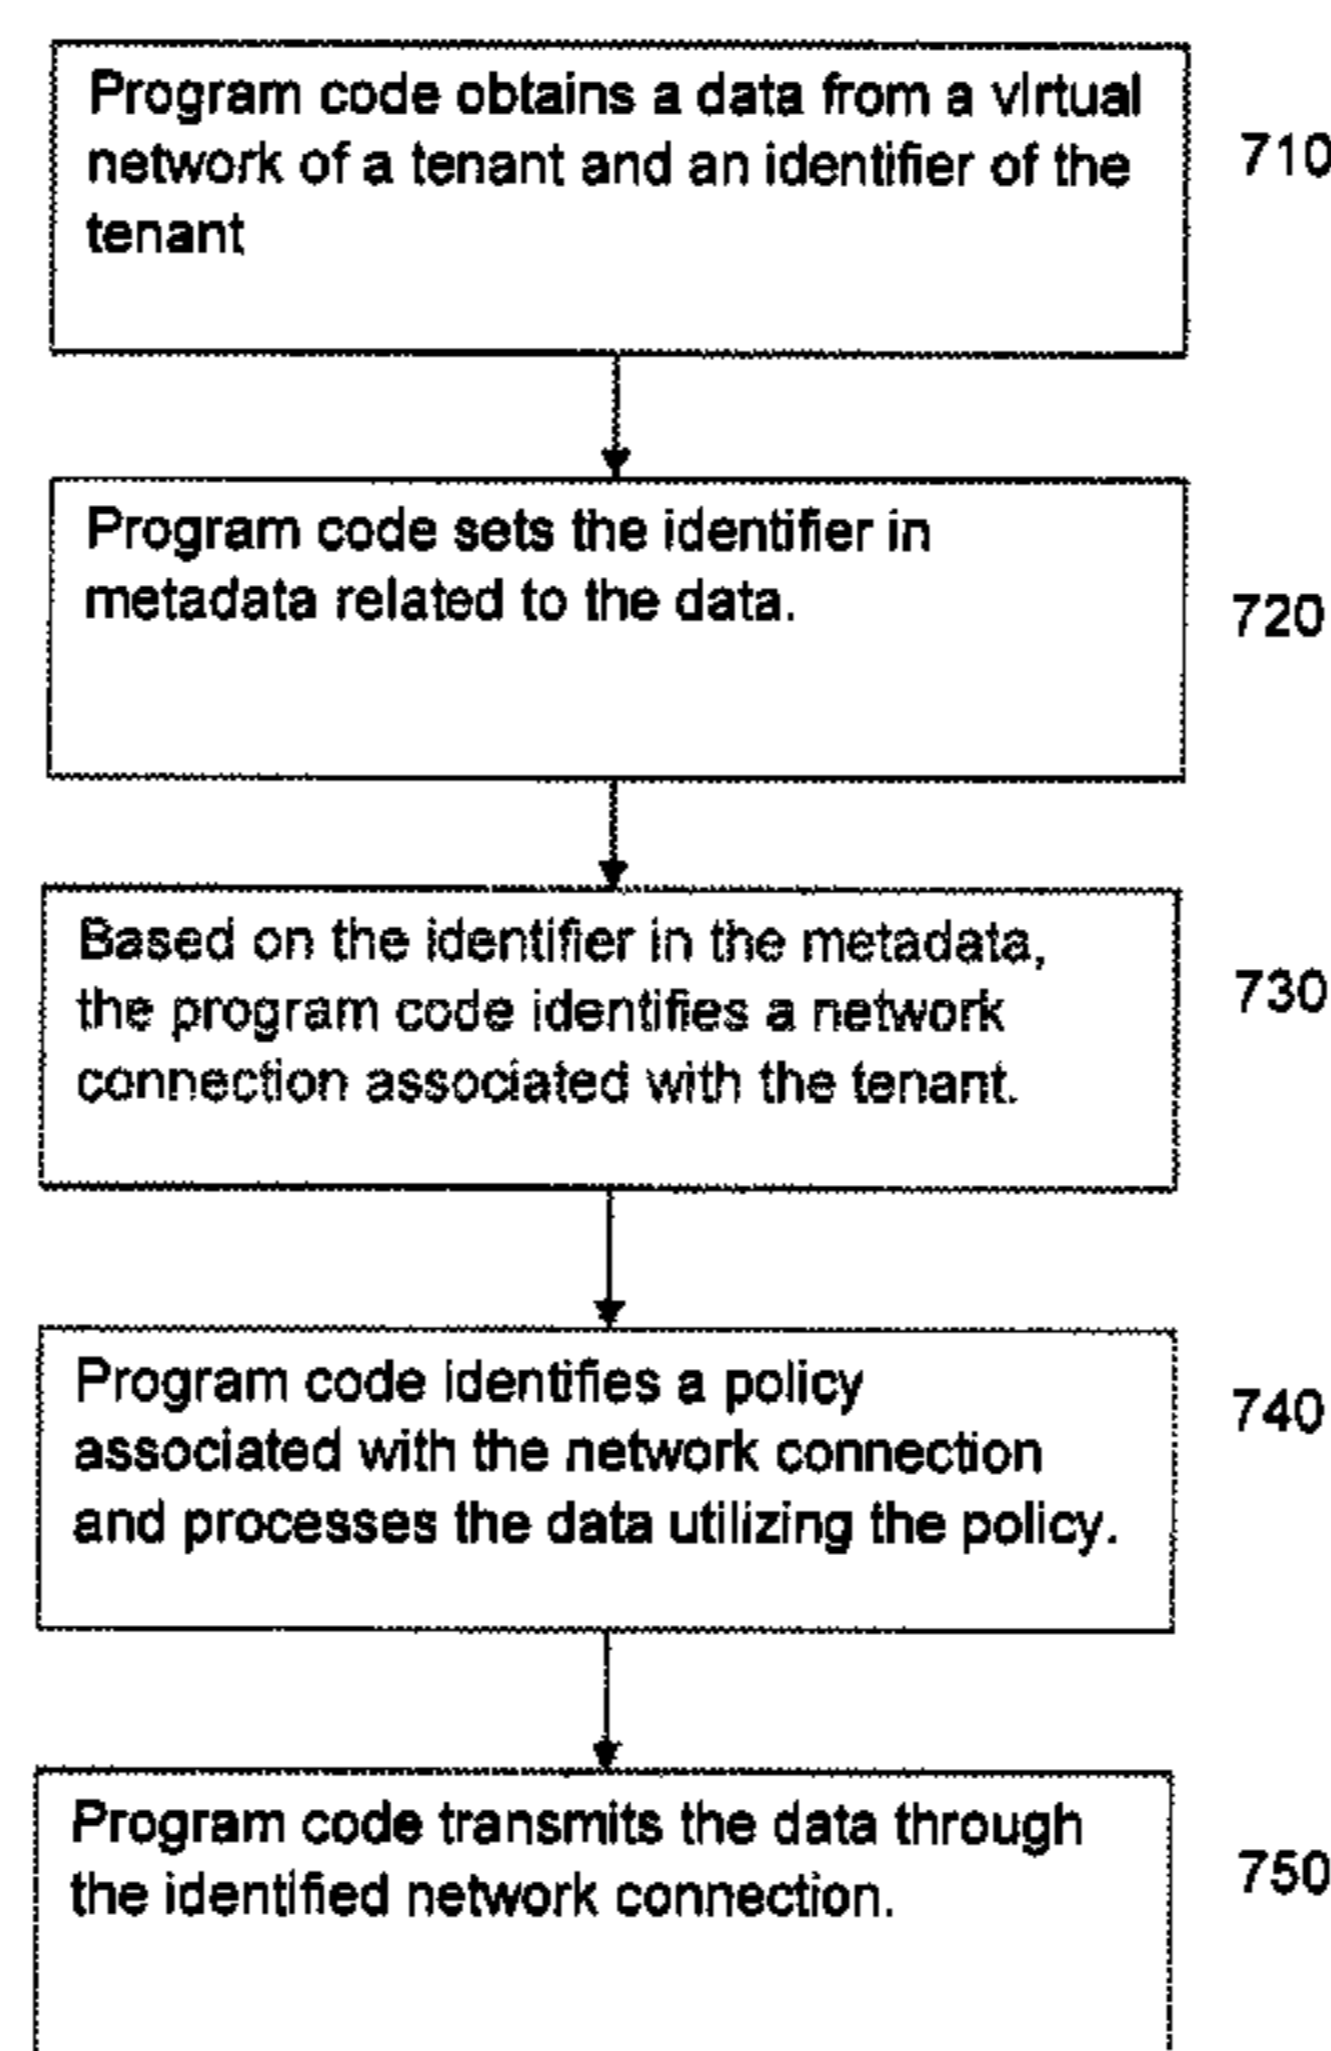 Program code obtains a data from a virtual
network of a tenant and an identifier of the
tenant
710
Program code sets the identifier in
metadata related to the data.
720
Based on the identifier in the metadata,
the program code identifies a network
connection associated with the tenant.
730
Program code identifies a policy
associated with the network connection
and processes the data utilizing the policy.
740
Program code transmits the data through
the identified network connection.
750